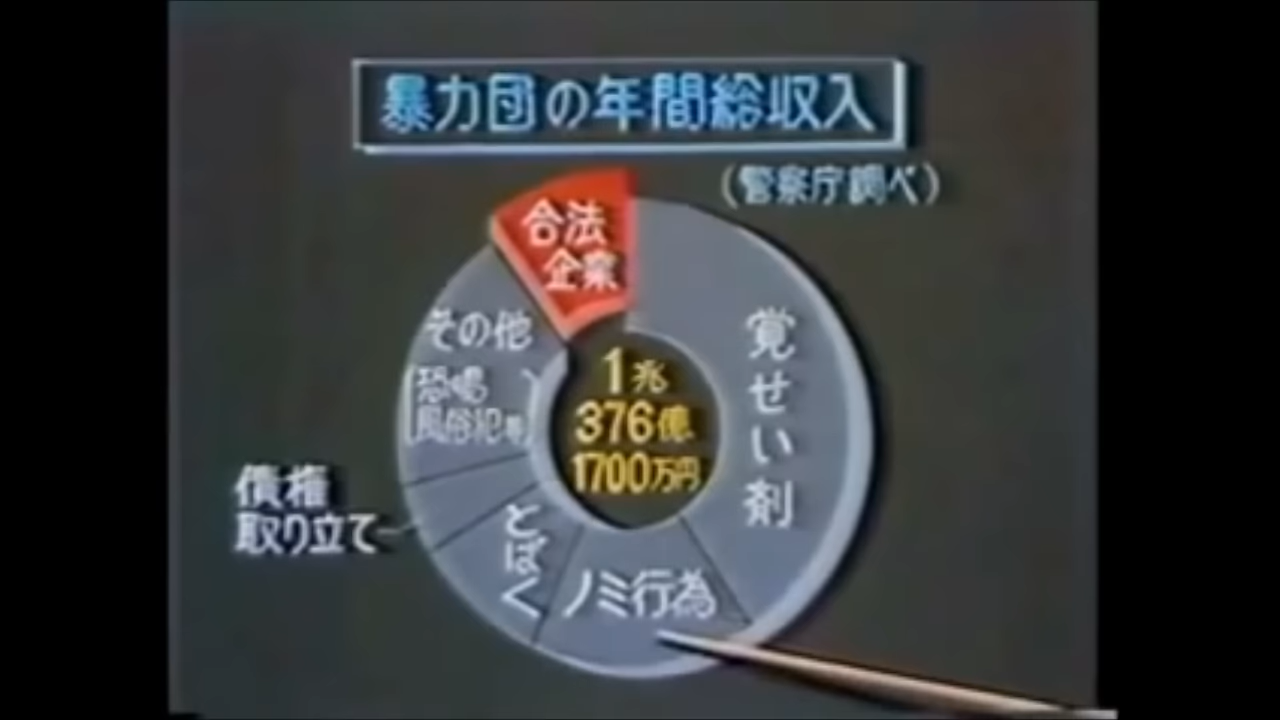 暴力団の年間総収入
(警察庁調べ)
合法
企業
覚せい剤
その他
(恐喝
風俗犯等)
1兆
376億
1700万円
債権
取り立て
とばく
ノミ行為